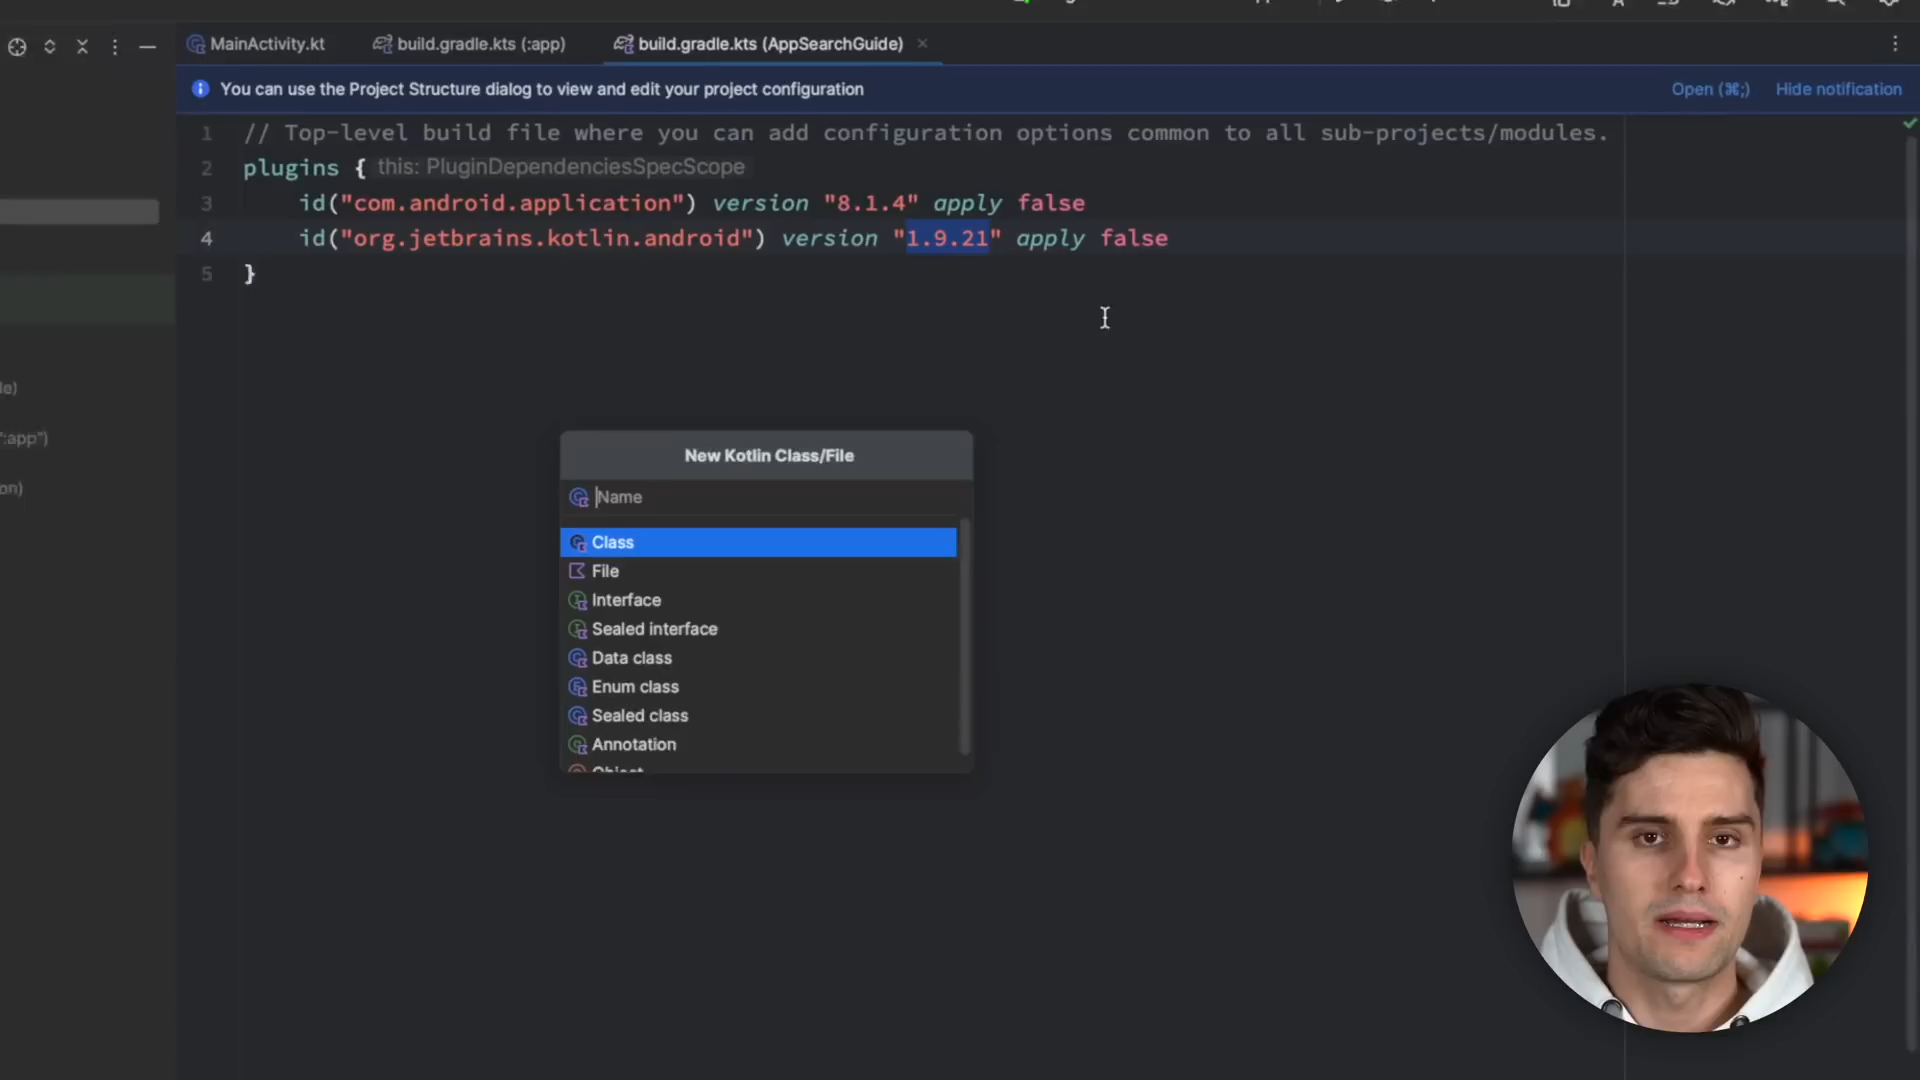 MainActivity.kt
build.gradle.kts (:app)
build.gradle.kts (AppSearchGuide)
You can use the Project Structure dialog to view and edit your project configuration
Open (⌘;)
Hide notification
1 // Top-level build file where you can add configuration options common to all sub-projects/modules.
2 plugins { this: PluginDependenciesSpecScope
3 id("com.android.application") version "8.1.4" apply false
4 id("org.jetbrains.kotlin.android") version "1.9.21" apply false
5 }
:app")
New Kotlin Class/File
Name
Class
File
Interface
Sealed interface
Data class
Enum class
Sealed class
Annotation
Object